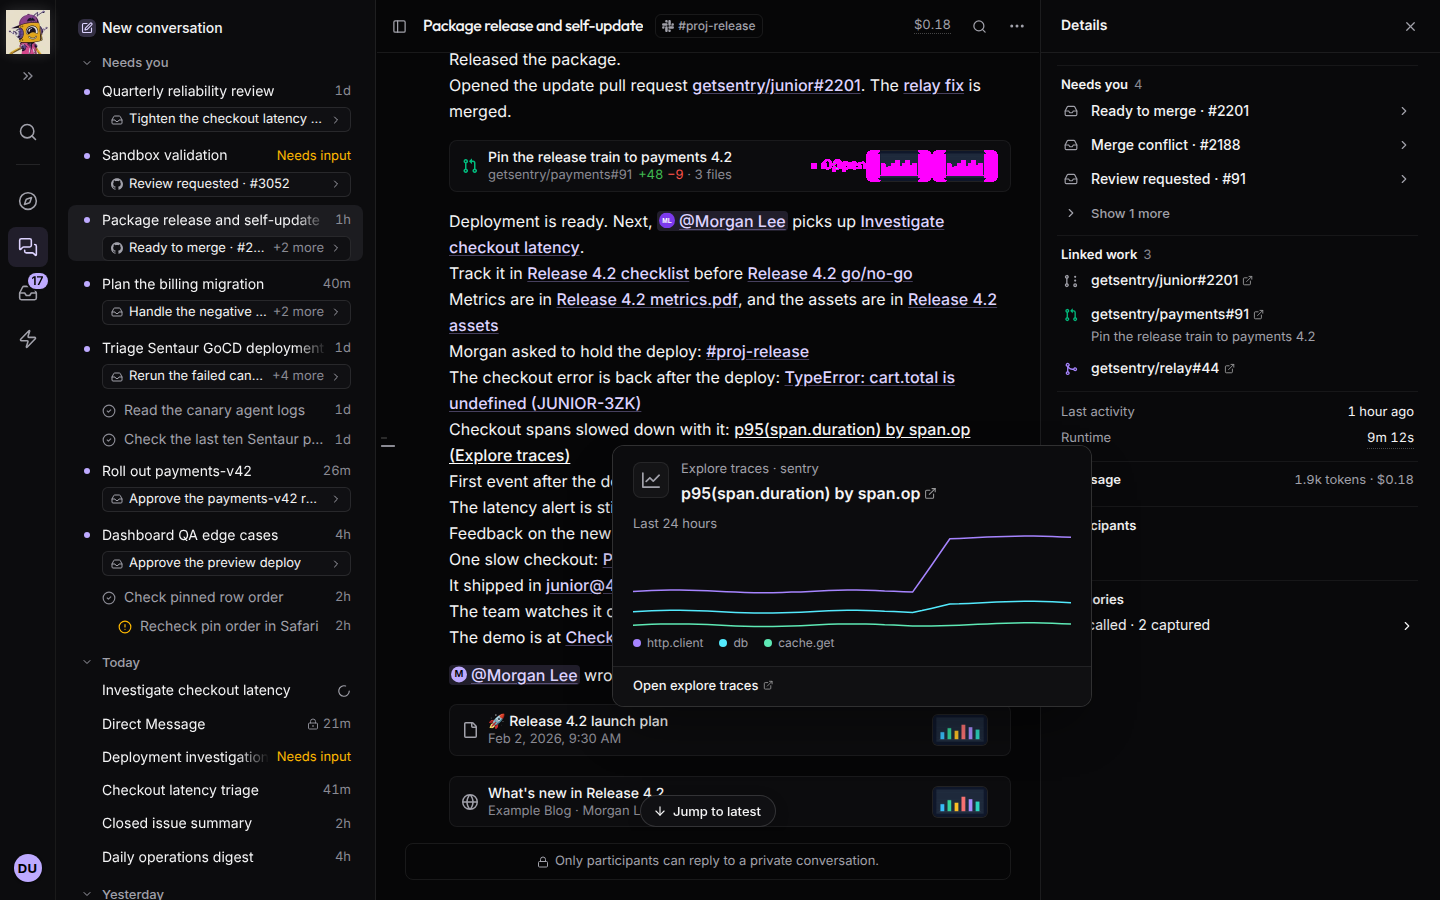 New conversation
Needs you
Quarterly reliability review 1d
Tighten the checkout latency ...
Sandbox validation Needs input
Review requested · #3052
Package release and self-update 1h
Ready to merge · #2... +2 more
Plan the billing migration 40m
Handle the negative ... +2 more
Triage Sentaur GoCD deployment 1d
Rerun the failed can... +4 more
Read the canary agent logs 1d
Check the last ten Sentaur p... 1d
Roll out payments-v42 26m
Approve the payments-v42 r...
Dashboard QA edge cases 4h
Approve the preview deploy
Check pinned row order 2h
Recheck pin order in Safari 2h
Today
Investigate checkout latency
Direct Message 21m
Deployment investigation Needs input
Checkout latency triage 41m
Closed issue summary 2h
Daily operations digest 4h
Yesterday
17
DU
Package release and self-update #proj-release $0.18
Released the package.
Opened the update pull request getsentry/junior#2201. The relay fix is
merged.
Pin the release train to payments 4.2
getsentry/payments#91 +48 −9 · 3 files
Deployment is ready. Next, ML @Morgan Lee picks up Investigate
checkout latency.
Track it in Release 4.2 checklist before Release 4.2 go/no-go
Metrics are in Release 4.2 metrics.pdf, and the assets are in Release 4.2
assets
Morgan asked to hold the deploy: #proj-release
The checkout error is back after the deploy: TypeError: cart.total is
undefined (JUNIOR-3ZK)
Checkout spans slowed down with it: p95(span.duration) by span.op
(Explore traces)
First event after the d
The latency alert is sti
Feedback on the new
One slow checkout: P
It shipped in junior@4
The team watches it o
The demo is at Check
M @Morgan Lee wro
Explore traces · sentry
p95(span.duration) by span.op
Last 24 hours
http.client db cache.get
Open explore traces
🚀 Release 4.2 launch plan
Feb 2, 2026, 9:30 AM
What's new in Release 4.2
Example Blog · Morgan L
Jump to latest
Only participants can reply to a private conversation.
Details
Needs you 4
Ready to merge · #2201
Merge conflict · #2188
Review requested · #91
Show 1 more
Linked work 3
getsentry/junior#2201
getsentry/payments#91
Pin the release train to payments 4.2
getsentry/relay#44
Last activity 1 hour ago
Runtime 9m 12s
sage 1.9k tokens · $0.18
cipants
ories
called · 2 captured